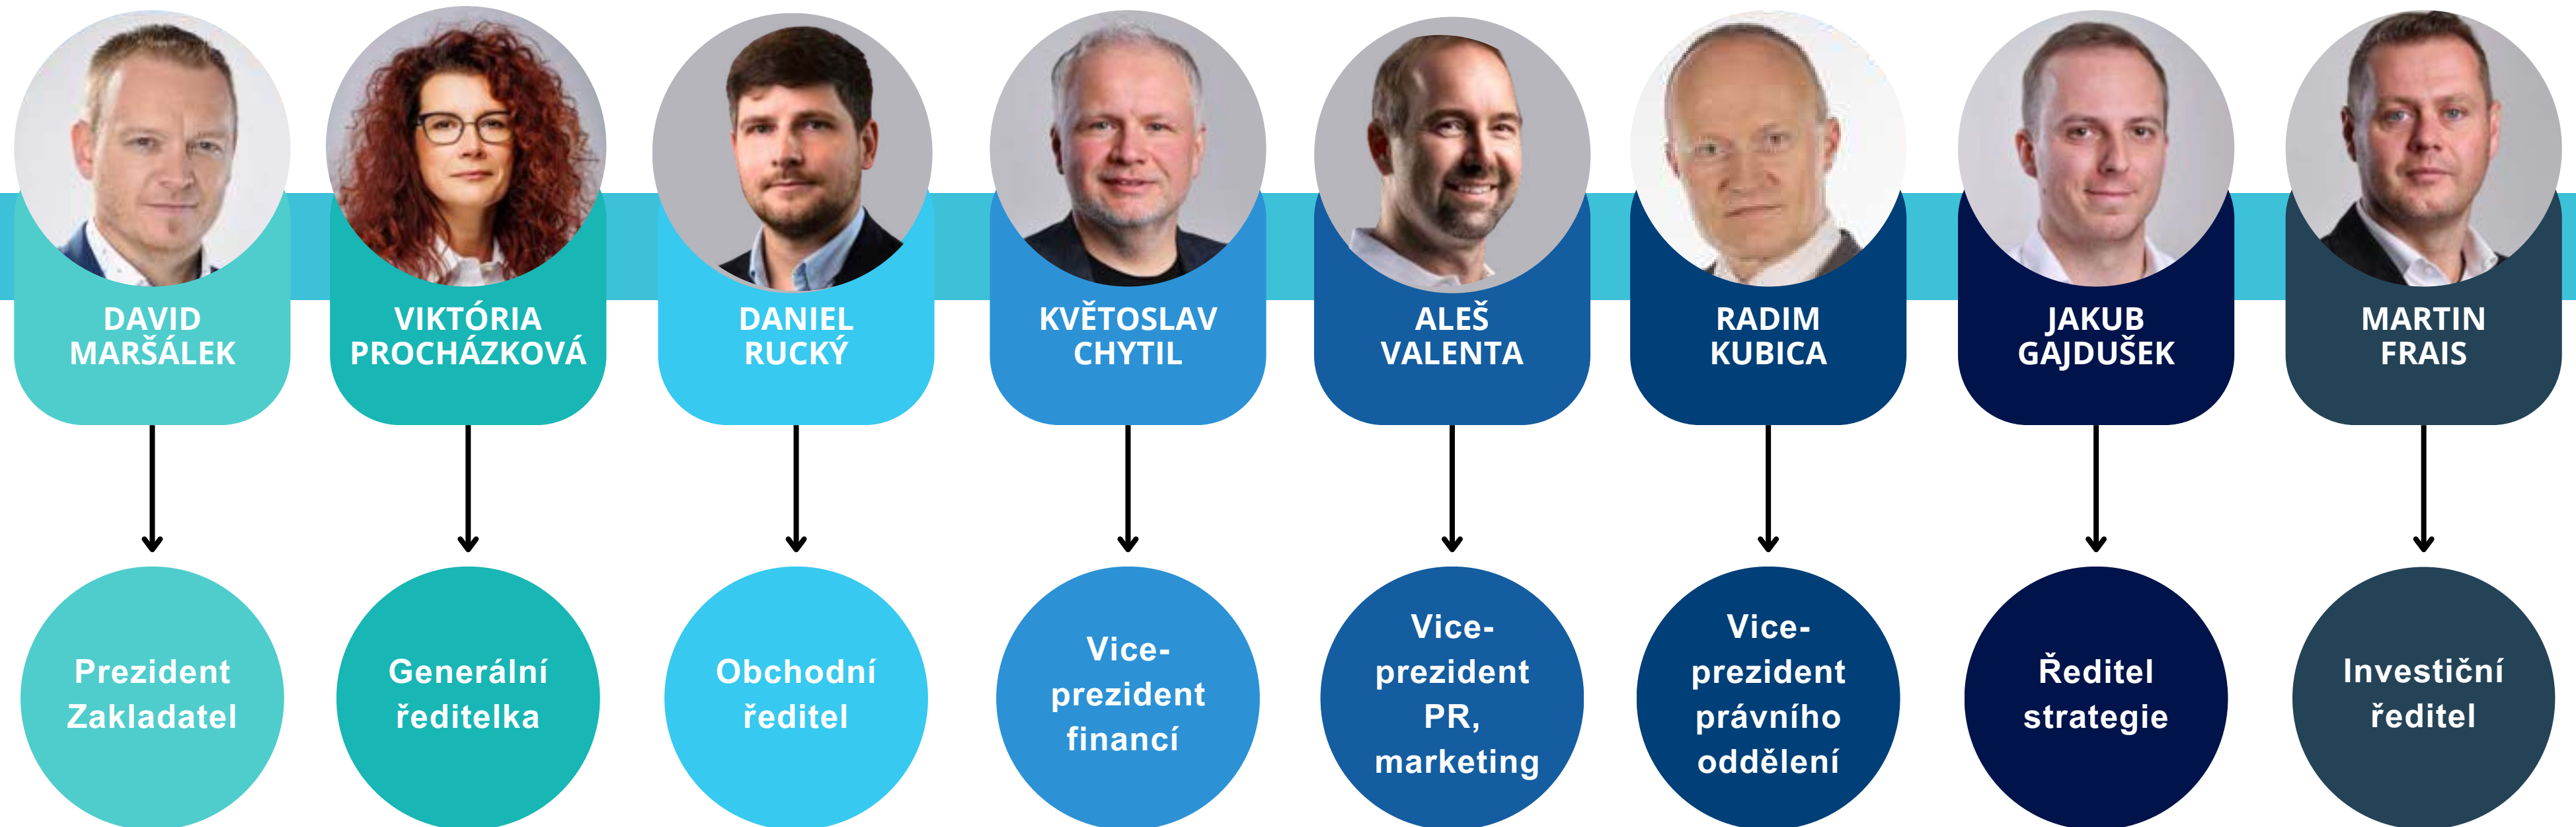 DAVID
MARŠÁLEK
VIKTÓRIA
PROCHÁZKOVÁ
DANIEL
RUCKÝ
KVĚTOSLAV
CHYTIL
ALEŠ
VALENTA
RADIM
KUBICA
JAKUB
GAJDUŠEK
MARTIN
FRAIS
Prezident
Zakladatel
Generální
ředitelka
Obchodní
ředitel
Vice-
prezident
financí
Vice-
prezident
PR,
marketing
Vice-
prezident
právního
oddělení
Ředitel
strategie
Investiční
ředitel